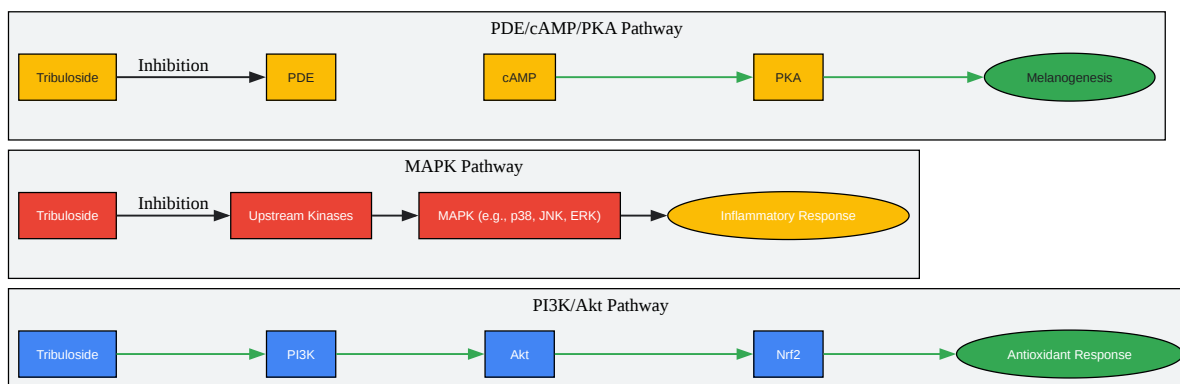 PDE/cAMP/PKA Pathway
Tribuloside
Inhibition
PDE
cAMP
PKA
Melanogenesis
MAPK Pathway
Tribuloside
Inhibition
Upstream Kinases
MAPK (e.g., p38, JNK, ERK)
Inflammatory Response
PI3K/Akt Pathway
Tribuloside
PI3K
Akt
Nrf2
Antioxidant Response